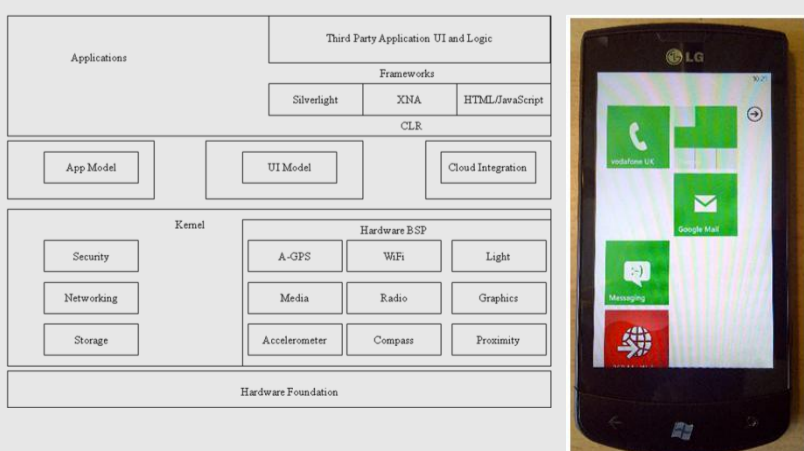 Applications
Third Party Application UI and Logic
Frameworks
Silverlight
XNA
HTML/JavaScript
CLR
App Model
UI Model
Cloud Integration
Kernel
Hardware BSP
Security
A-GPS
WiFi
Light
Networking
Media
Radio
Graphics
Storage
Accelerometer
Compass
Proximity
Hardware Foundation
LG
vodafone UK
Google Mail
Messaging